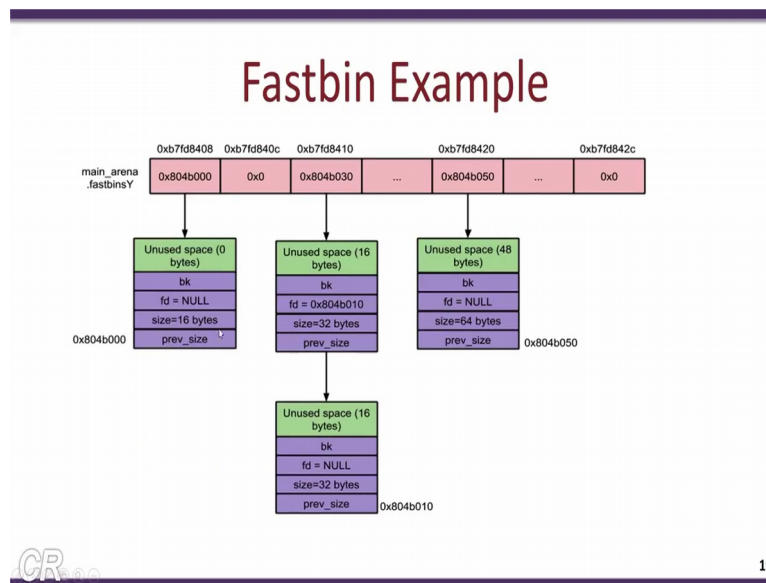 Fastbin Example
0xb7fd8408 0xb7fd840c 0xb7fd8410 0xb7fd8420 0xb7fd842c
main_arena
.fastbinsY
0x804b000 0x0 0x804b030 ... 0x804b050 ... 0x0
Unused space (0
bytes)
bk
fd = NULL
size=16 bytes
prev_size
0x804b000
Unused space (16
bytes)
bk
fd = 0x804b010
size=32 bytes
prev_size
Unused space (48
bytes)
bk
fd = NULL
size=64 bytes
prev_size
0x804b050
Unused space (16
bytes)
bk
fd = NULL
size=32 bytes
prev_size
0x804b010
CR
1